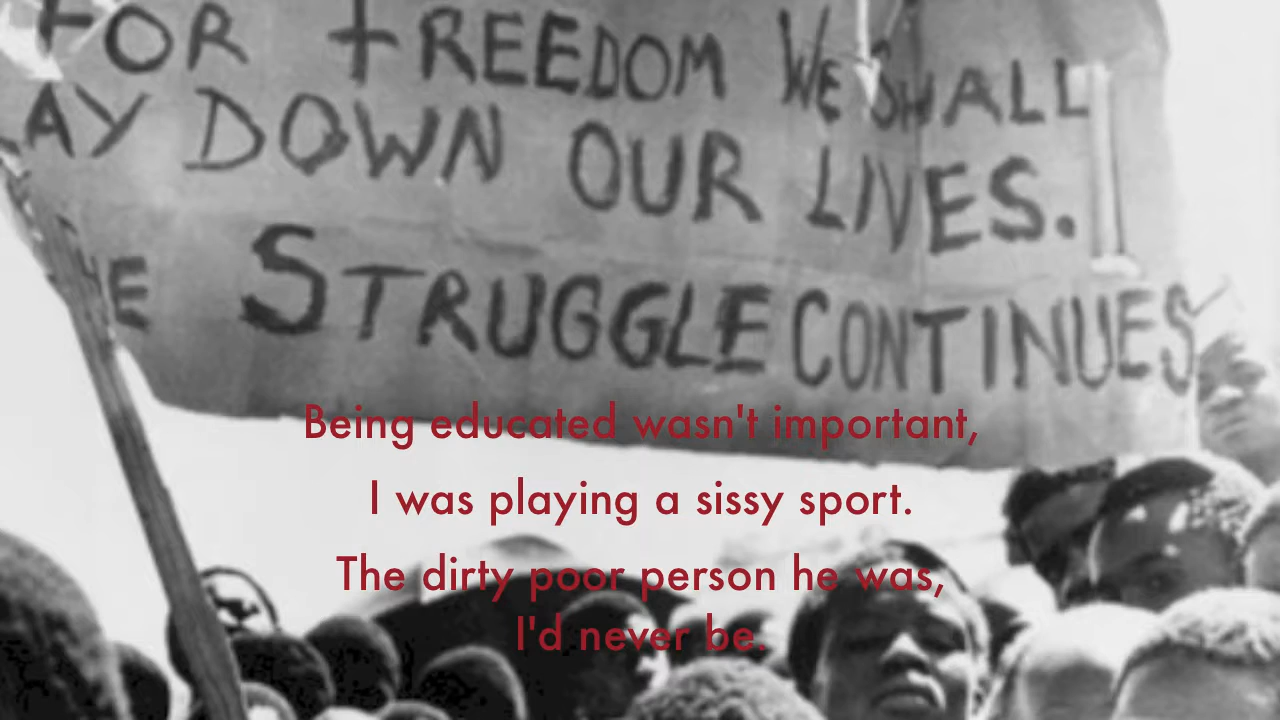 FOR FREEDOM WE SHALL
AY DOWN OUR LIVES.
E STRUGGLE CONTINUES
Being educated wasn't important,
I was playing a sissy sport.
The dirty poor person he was,
I'd never be.